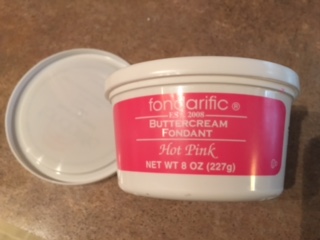 fondarific®
EST. 2008
BUTTERCREAM
FONDANT
Hot Pink
NET WT 8 OZ (227g)